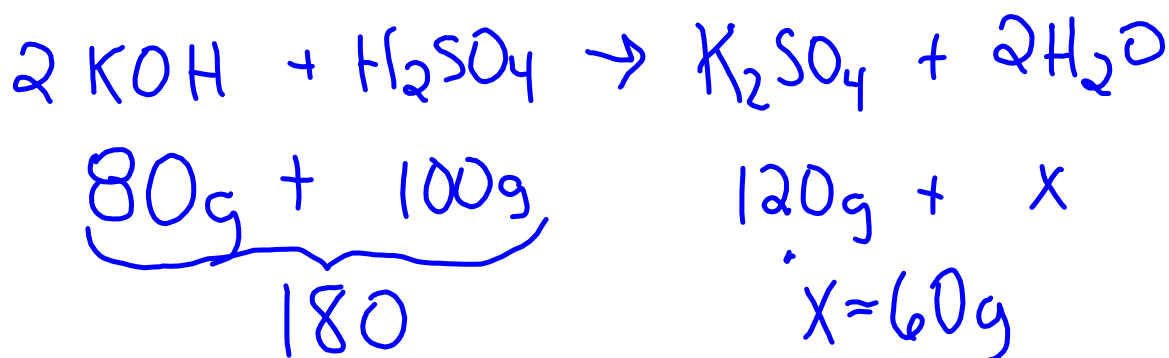 2 KOH + H₂SO₄ → K₂SO₄ + 2H₂O
80g + 100g 120g + x
180 x=60g